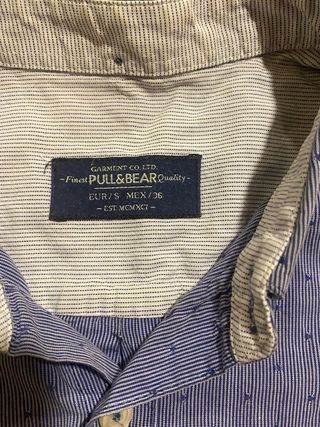 GARMENT CO. LTD.
-Finest PULL&BEAR Quality-
EUR/S MEX/36
- EST. MCMXCI -